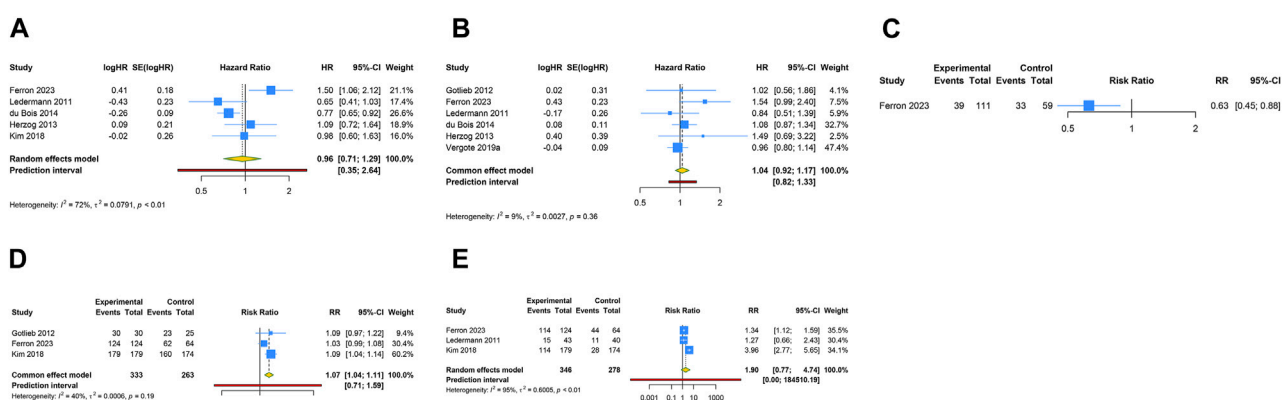 A
Study logHR SE(logHR) Hazard Ratio HR 95%-CI Weight
Ferron 2023 0.41 0.18 1.50 [1.06; 2.12] 21.1%
Ledermann 2011 -0.43 0.23 0.65 [0.41; 1.03] 17.4%
du Bois 2014 -0.26 0.09 0.77 [0.65; 0.92] 26.6%
Herzog 2013 0.09 0.21 1.09 [0.72; 1.64] 18.9%
Kim 2018 -0.02 0.26 0.98 [0.60; 1.63] 16.0%
Random effects model 0.96 [0.71; 1.29] 100.0%
Prediction interval [0.35; 2.64]
0.5 1 2
Heterogeneity: I² = 72%, τ² = 0.0791, p < 0.01
B
Study logHR SE(logHR) Hazard Ratio HR 95%-CI Weight
Gotlieb 2012 0.02 0.31 1.02 [0.56; 1.86] 4.1%
Ferron 2023 0.43 0.23 1.54 [0.99; 2.40] 7.5%
Ledermann 2011 -0.17 0.26 0.84 [0.51; 1.39] 5.9%
du Bois 2014 0.08 0.11 1.08 [0.87; 1.34] 32.7%
Herzog 2013 0.40 0.39 1.49 [0.69; 3.22] 2.5%
Vergote 2019a -0.04 0.09 0.96 [0.80; 1.14] 47.4%
Common effect model 1.04 [0.92; 1.17] 100.0%
Prediction interval [0.82; 1.33]
0.5 1 2
Heterogeneity: I² = 9%, τ² = 0.0027, p = 0.36
C
Experimental Control
Study Events Total Events Total Risk Ratio RR 95%-CI
Ferron 2023 39 111 33 59 0.63 [0.45; 0.88]
0.5 1 2
D
Experimental Control
Study Events Total Events Total Risk Ratio RR 95%-CI Weight
Gotlieb 2012 30 30 23 25 1.09 [0.97; 1.22] 9.4%
Ferron 2023 124 124 62 64 1.03 [0.99; 1.08] 30.4%
Kim 2018 179 179 160 174 1.09 [1.04; 1.14] 60.2%
Common effect model 333 263 1.07 [1.04; 1.11] 100.0%
Prediction interval [0.71; 1.59]
0.75 1 1.5
Heterogeneity: I² = 40%, τ² = 0.0006, p = 0.19
E
Experimental Control
Study Events Total Events Total Risk Ratio RR 95%-CI Weight
Ferron 2023 114 124 44 64 1.34 [1.12; 1.59] 35.5%
Ledermann 2011 15 43 11 40 1.27 [0.66; 2.43] 30.4%
Kim 2018 114 179 28 174 3.96 [2.77; 5.65] 34.1%
Random effects model 346 278 1.90 [0.77; 4.74] 100.0%
Prediction interval [0.00; 184510.19]
Heterogeneity: I² = 95%, τ² = 0.6005, p < 0.01
0.001 0.1 1 10 1000